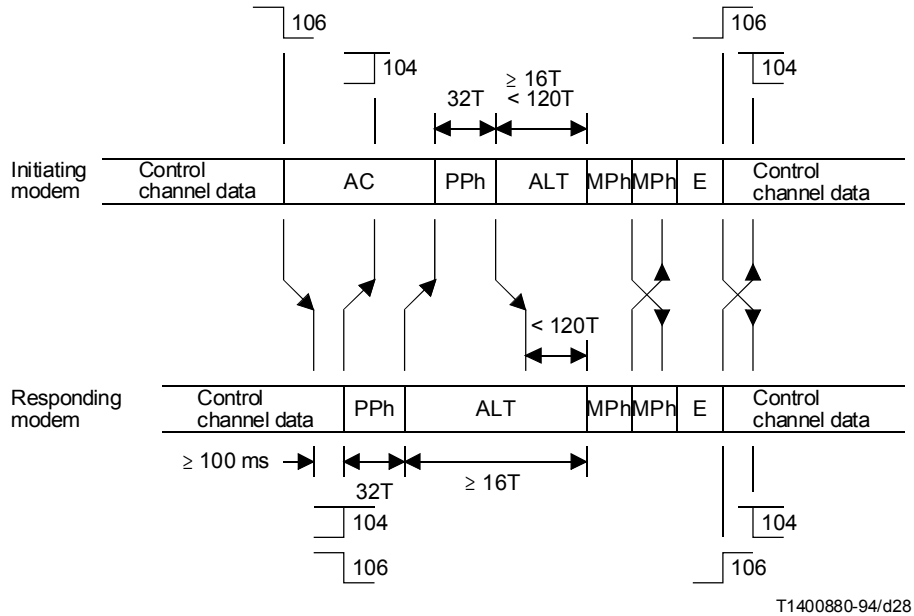 106
106
104
104
≥ 16T
32T
< 120T
Initiating modem
Control channel data
AC
PPh
ALT
MPh
MPh
E
Control channel data
< 120T
Responding modem
Control channel data
PPh
ALT
MPh
MPh
E
Control channel data
≥ 100 ms
32T
≥ 16T
104
104
106
106
T1400880-94/d28